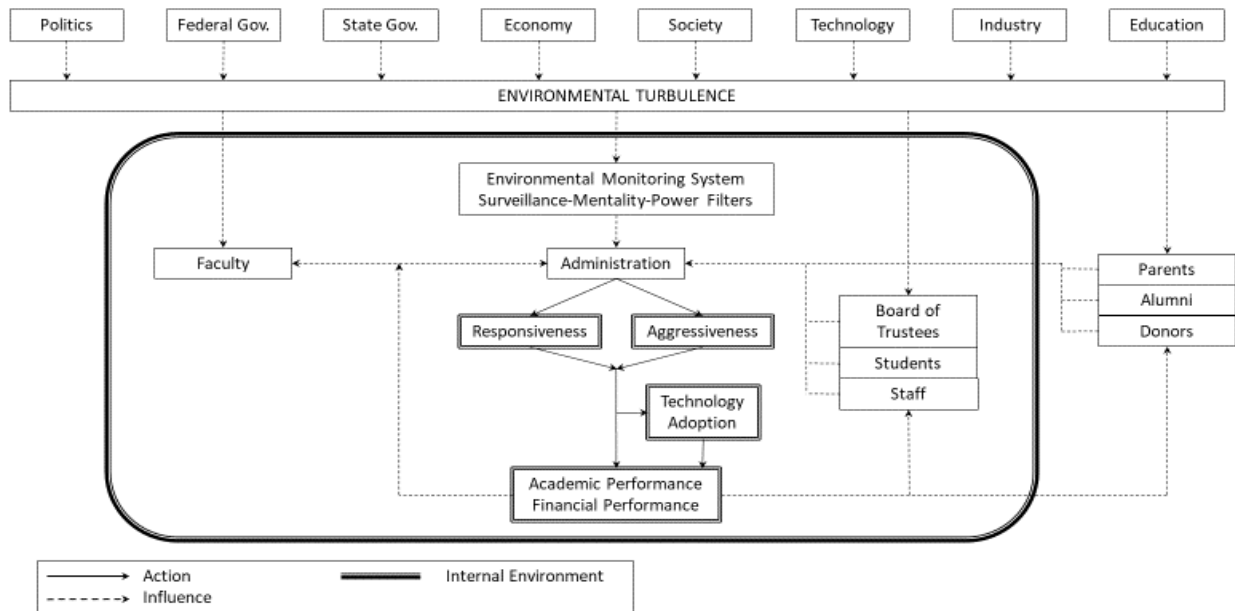 Politics
Federal Gov.
State Gov.
Economy
Society
Technology
Industry
Education
ENVIRONMENTAL TURBULENCE
Environmental Monitoring System
Surveillance-Mentality-Power Filters
Faculty
Administration
Parents
Alumni
Donors
Board of
Trustees
Students
Staff
Responsiveness
Aggressiveness
Technology
Adoption
Academic Performance
Financial Performance
Action
Internal Environment
Influence